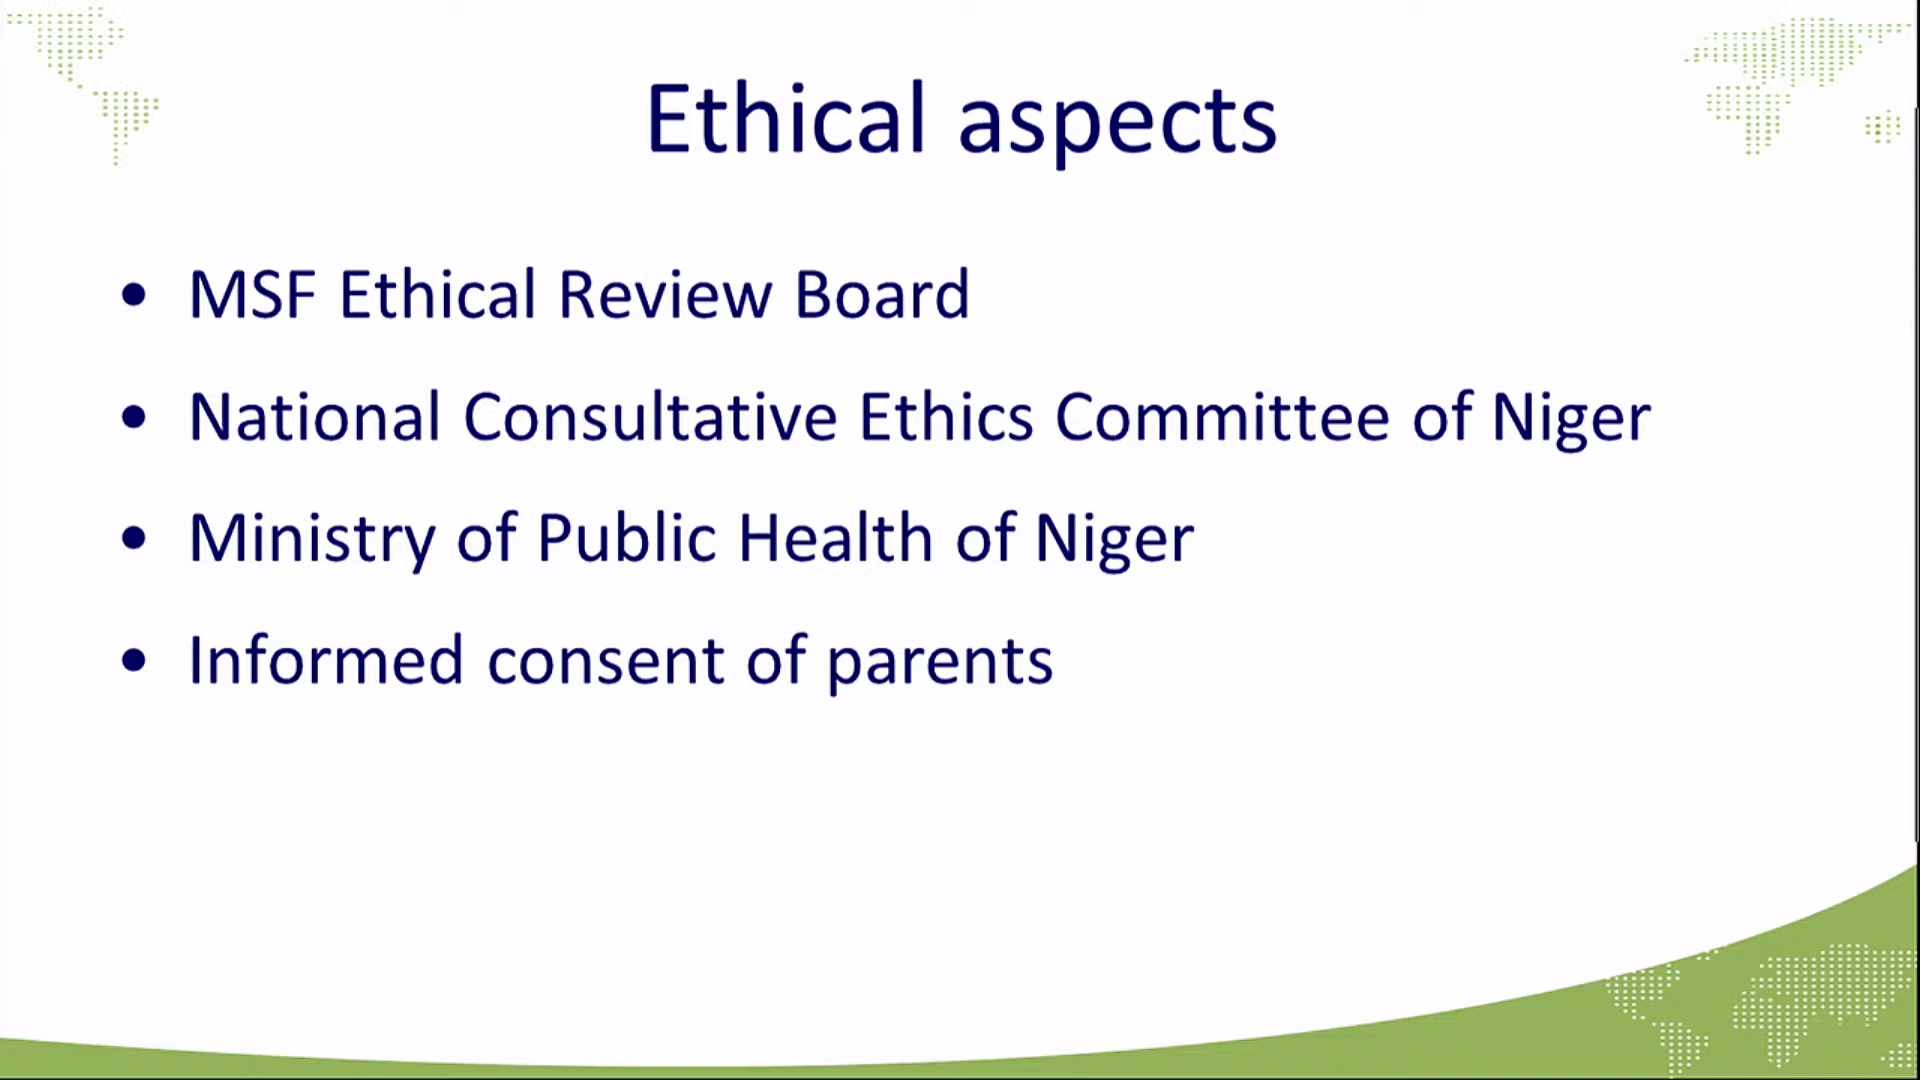 Ethical aspects
• MSF Ethical Review Board
• National Consultative Ethics Committee of Niger
• Ministry of Public Health of Niger
• Informed consent of parents